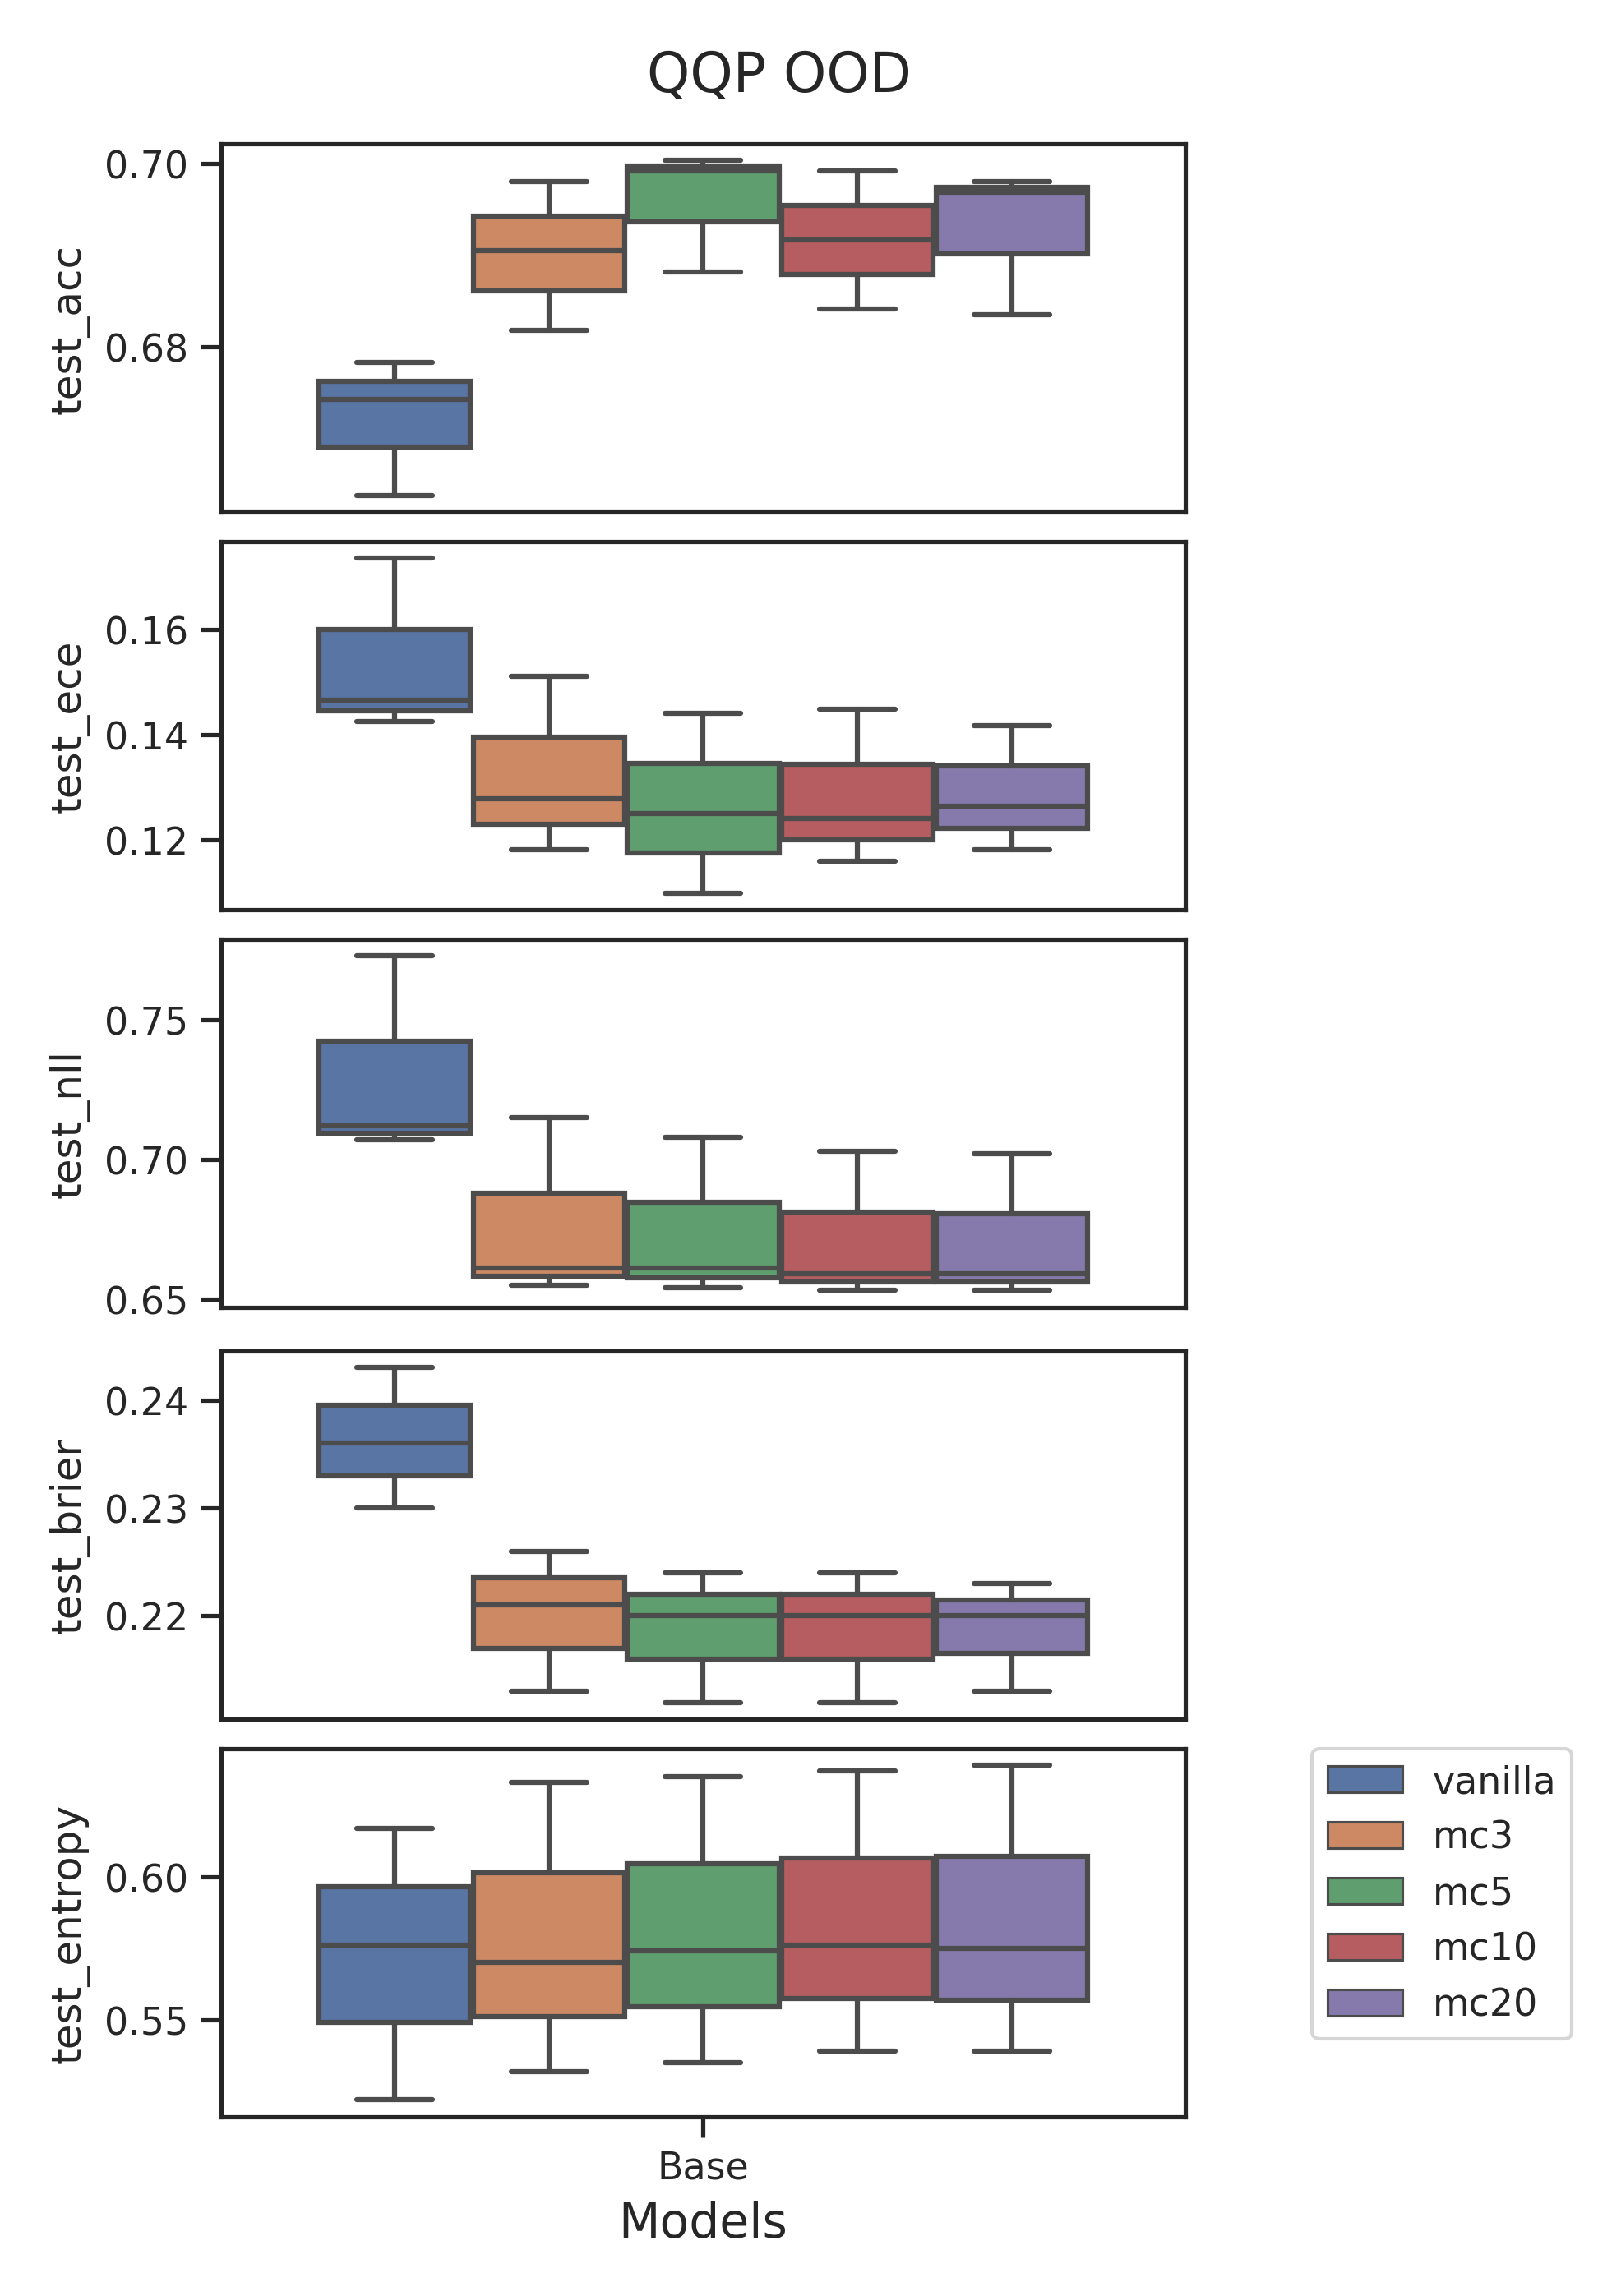 QQP OOD
0.70
0.68
test_acc
0.16
0.14
0.12
test_ece
0.75
0.70
0.65
test_nll
0.24
0.23
0.22
test_brier
0.60
0.55
test_entropy
vanilla
mc3
mc5
mc10
mc20
Base
Models